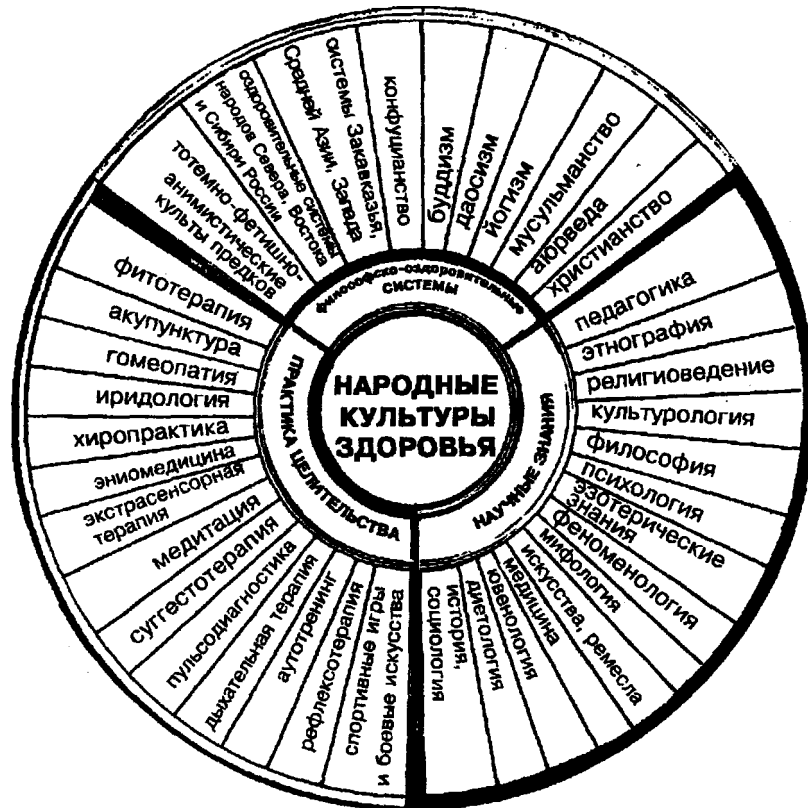 НАРОДНЫЕ
КУЛЬТУРЫ
ЗДОРОВЬЯ
философско-оздоровительные
СИСТЕМЫ
тотемно-фетишно-
анимистические
культы предков
оздоровительные системы
народов Севера, Востока
и Сибири России
системы Закавказья,
Средней Азии, Запада
конфуцианство
буддизм
даосизм
йогизм
мусульманство
аюрведа
христианство
НАУЧНЫЕ ЗНАНИЯ
педагогика
этнография
религиоведение
культурология
философия
психология
эзотерические
знания
феноменология
мифология
искусства, ремесла
медицина
ювенология
диетология
история,
социология
ПРАКТИКА ЦЕЛИТЕЛЬСТВА
фитотерапия
акупунктура
гомеопатия
иридология
хиропрактика
эниомедицина
экстрасенсорная
терапия
медитация
суггестотерапия
пульсодиагностика
дыхательная терапия
аутотренинг
рефлексотерапия
спортивные игры
и боевые искусства